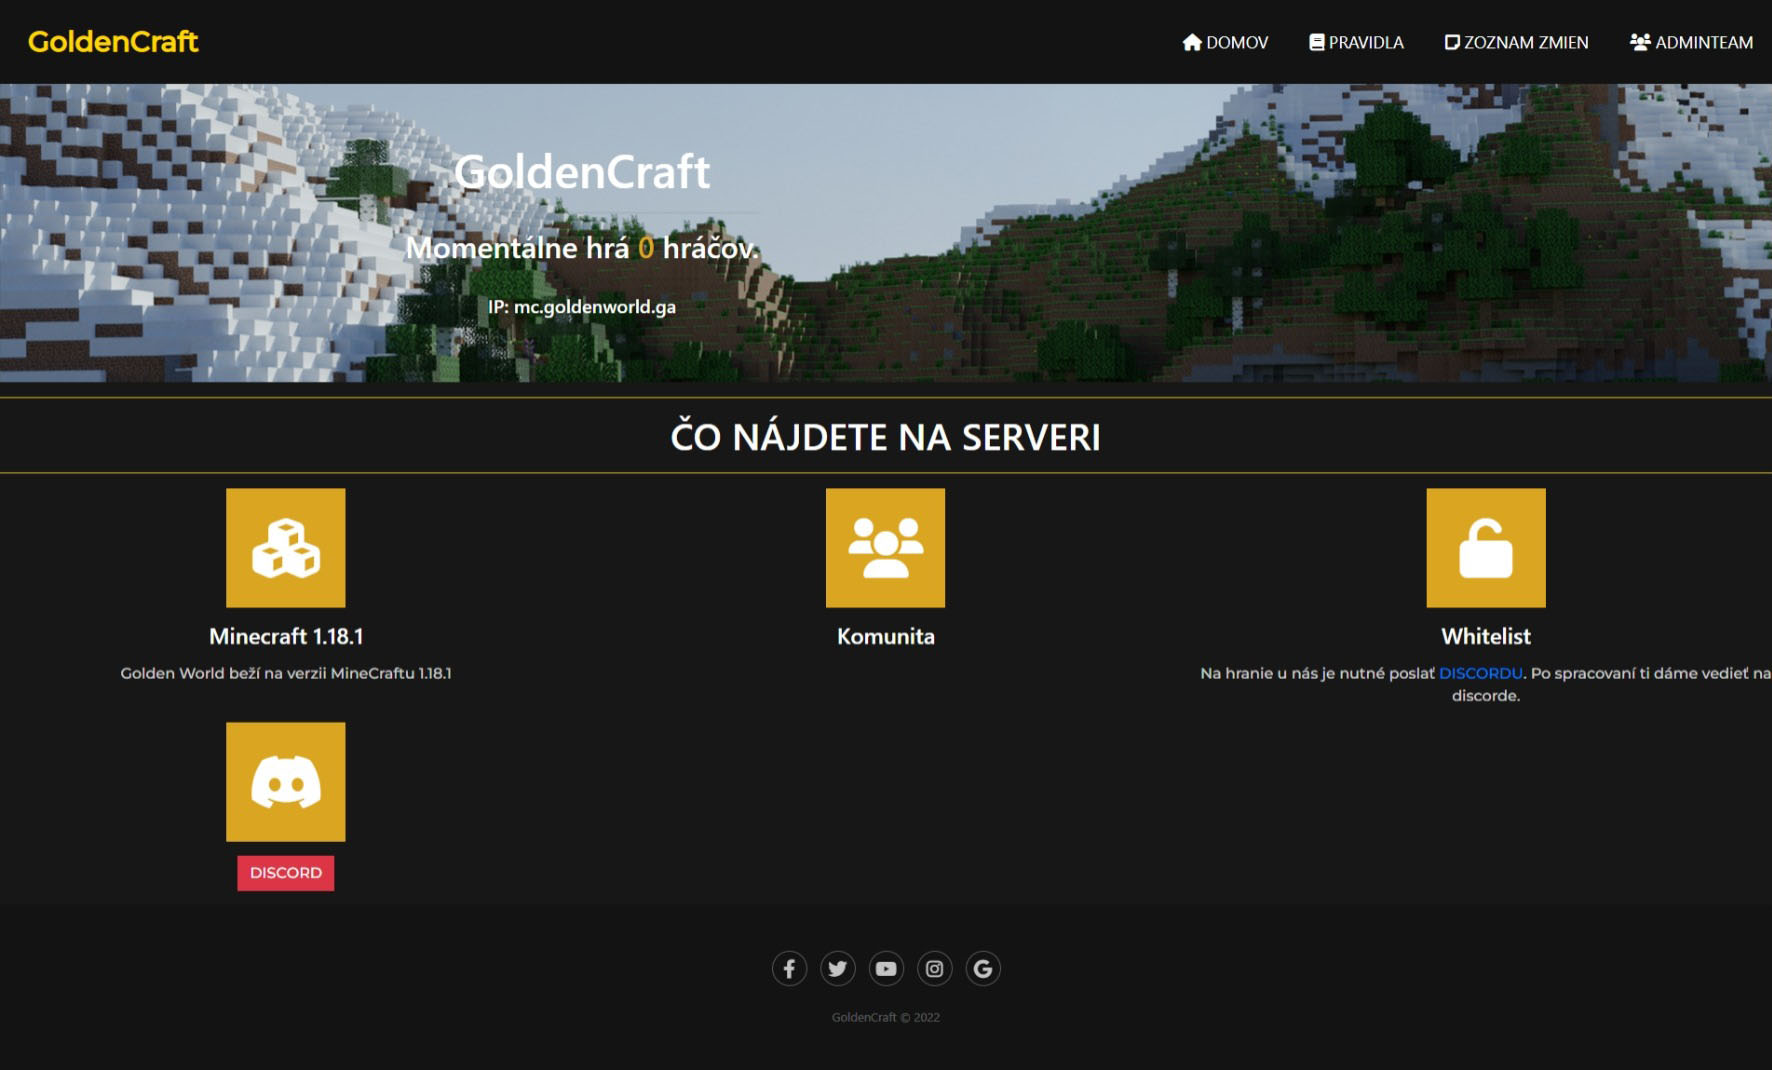 GoldenCraft
DOMOV
PRAVIDLA
ZOZNAM ZMIEN
ADMINTEAM
GoldenCraft
Momentálne hrá 0 hráčov.
IP: mc.goldenworld.ga
ČO NÁJDETE NA SERVERI
Minecraft 1.18.1
Golden World beží na verzii MineCraftu 1.18.1
Komunita
Whitelist
Na hranie u nás je nutné poslať DISCORDU. Po spracovaní ti dáme vedieť na
discorde.
DISCORD
GoldenCraft © 2022